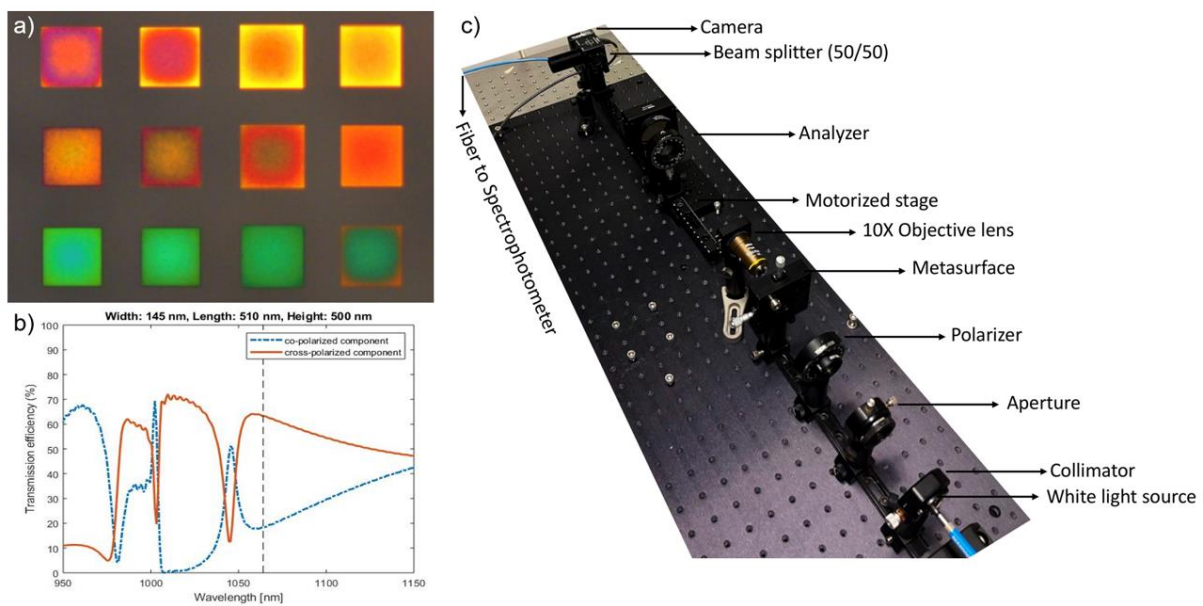 a)
b)
Width: 145 nm, Length: 510 nm, Height: 500 nm
co-polarized component
cross-polarized component
Transmission efficiency (%)
100
90
80
70
60
50
40
30
20
10
0
950
1000
1050
1100
1150
Wavelength [nm]
c)
Camera
Beam splitter (50/50)
Analyzer
Motorized stage
10X Objective lens
Metasurface
Polarizer
Aperture
Collimator
White light source
Fiber to Spectrophotometer